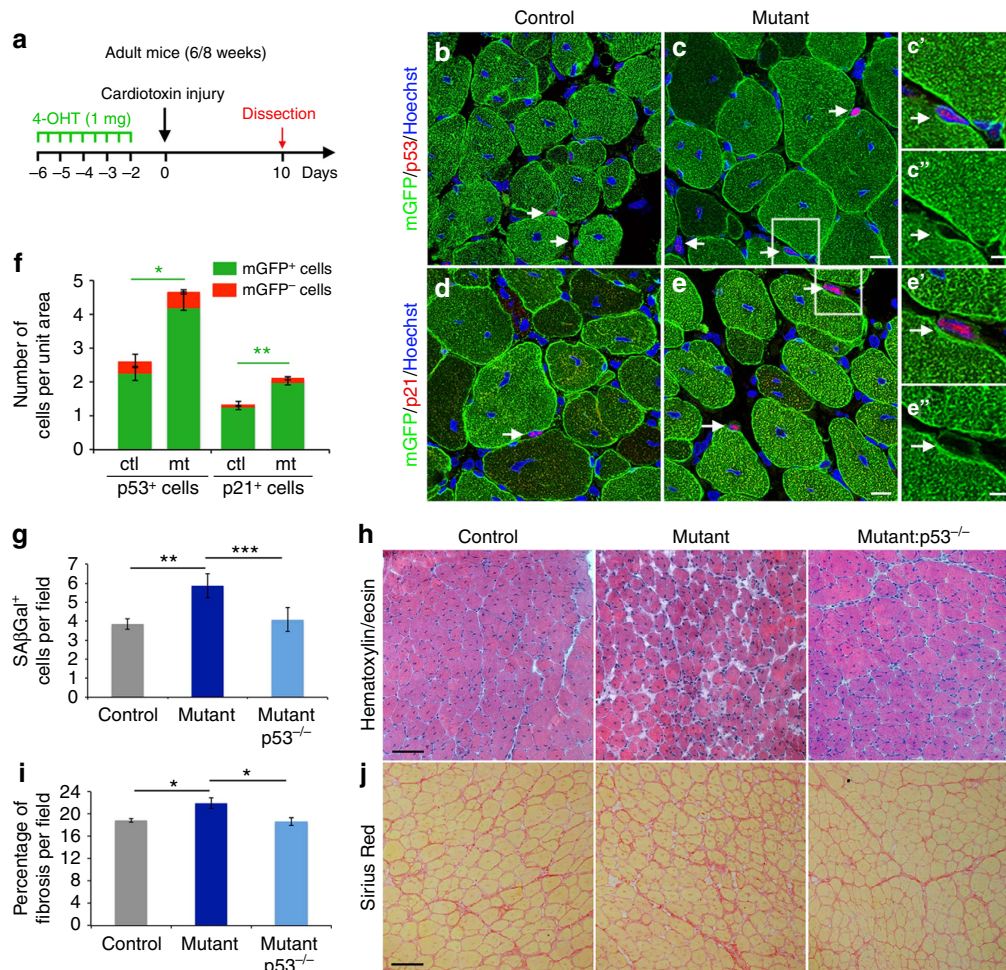 a
Adult mice (6/8 weeks)
Cardiotoxin injury
4-OHT (1 mg)
Dissection
–6 –5 –4 –3 –2 0 10 Days
Control Mutant
b
c
c'
c''
mGFP/p53/Hoechst
d
e
e'
e''
mGFP/p21/Hoechst
f
mGFP+ cells
mGFP– cells
Number of
cells per unit area
5
4
3
2
1
0
*
**
ctl mt ctl mt
p53+ cells p21+ cells
g
SAβGal+
cells per field
7
6
5
4
3
2
1
0
** ***
Control Mutant Mutant
p53–/–
h
Control Mutant Mutant:p53–/–
Hematoxylin/eosin
i
Percentage of
fibrosis per field
24
20
16
12
8
4
0
* *
Control Mutant Mutant
p53–/–
j
Sirius Red